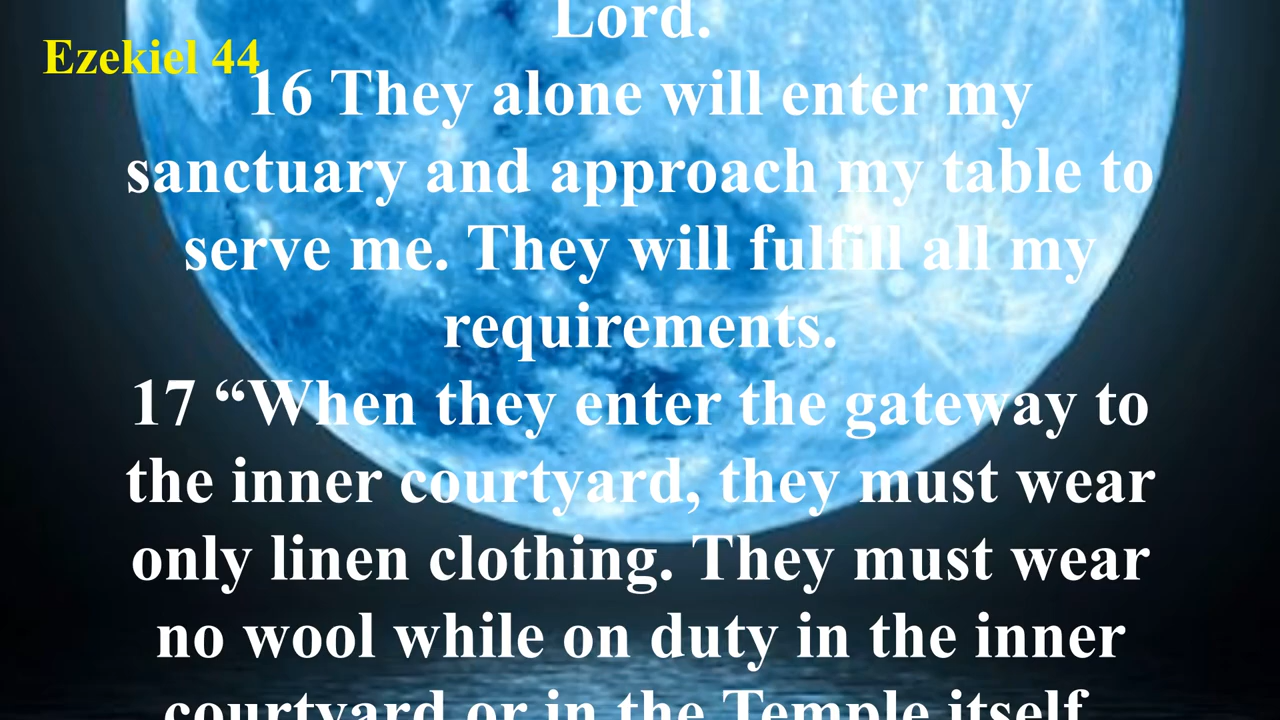 Lord.
Ezekiel 44
16 They alone will enter my
sanctuary and approach my table to
serve me. They will fulfill all my
requirements.
17 “When they enter the gateway to
the inner courtyard, they must wear
only linen clothing. They must wear
no wool while on duty in the inner
courtyard or in the Temple itself.